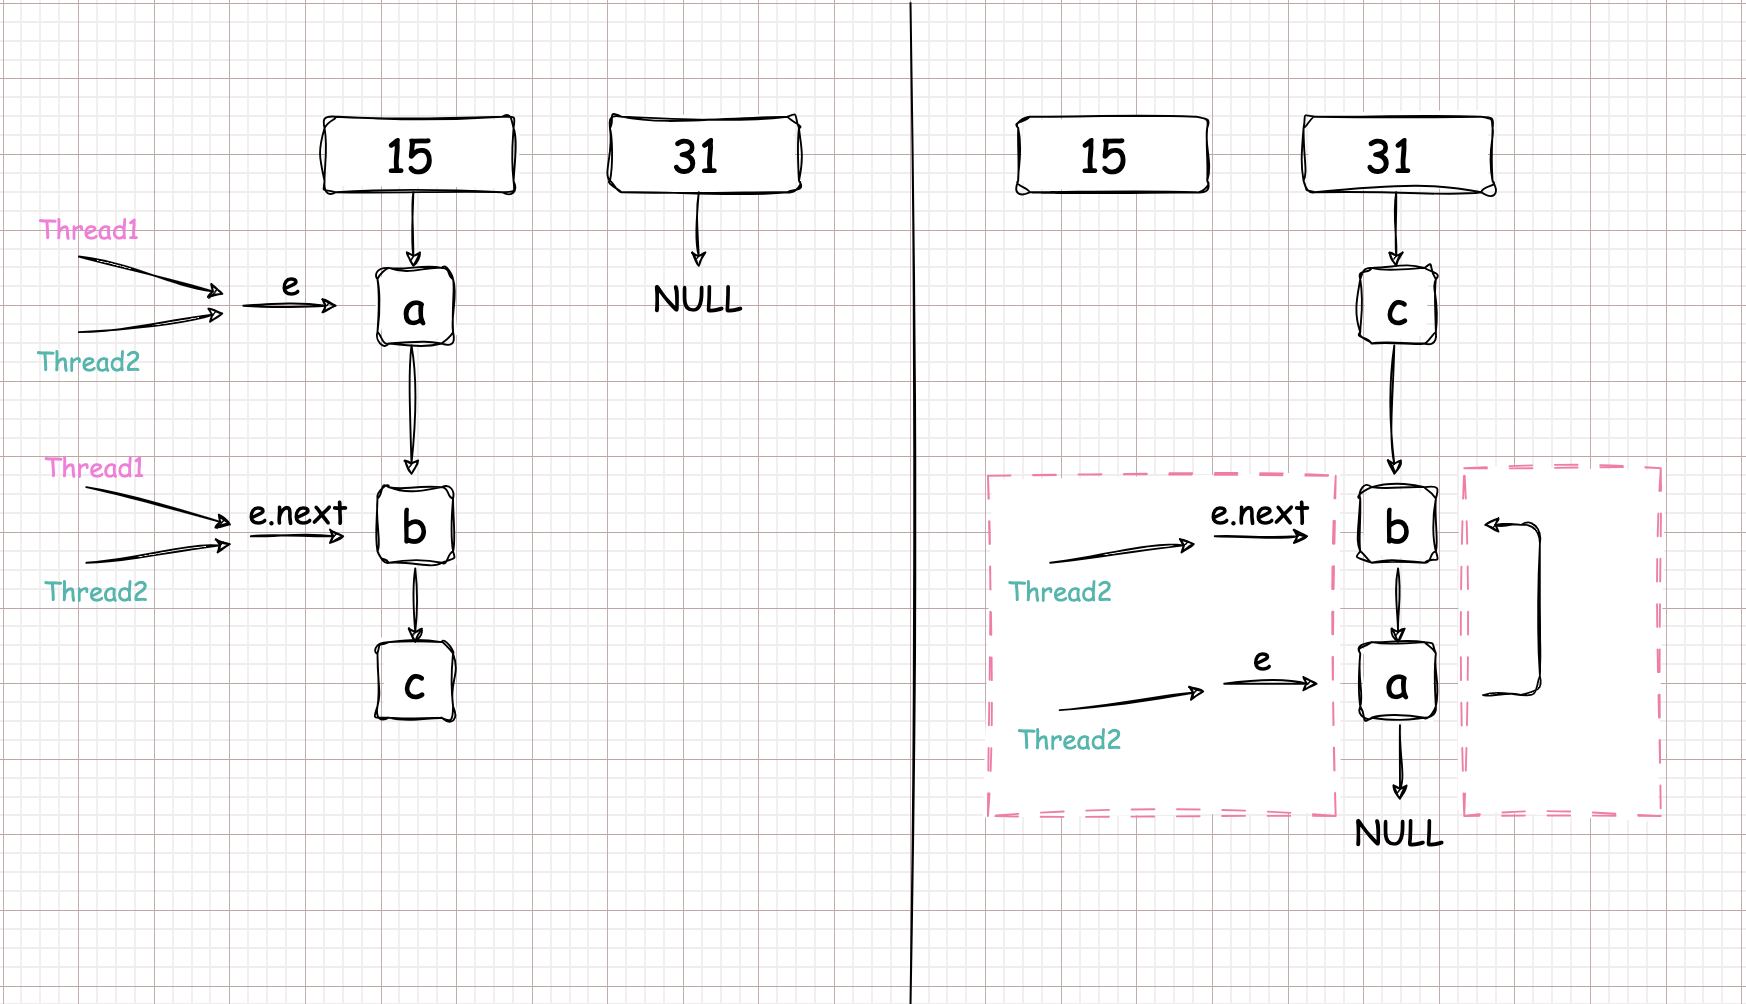 15
31
Thread1
e
a
NULL
Thread2
Thread1
e.next
b
Thread2
c
15
31
c
e.next
b
Thread2
e
a
Thread2
NULL